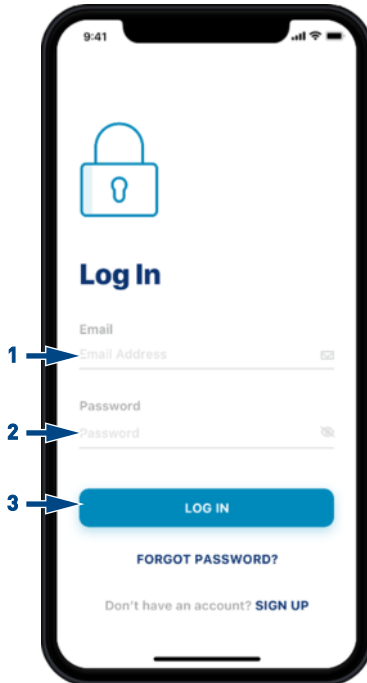 9:41
Log In
Email
1 Email Address
Password
2 Password
3 LOG IN
FORGOT PASSWORD?
Don't have an account? SIGN UP